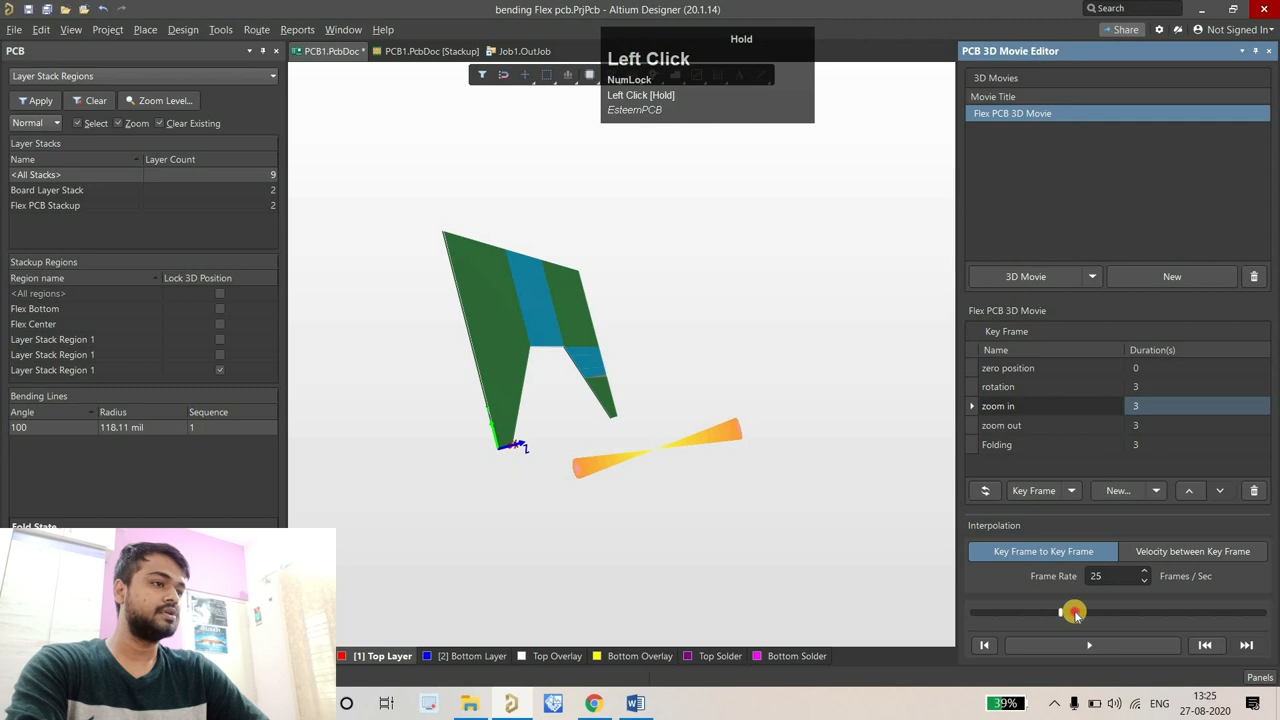 bending Flex pcb.PrjPcb - Altium Designer (20.1.14)
Search
File Edit View Project Place Design Tools Route Reports Window Help
Share Not Signed In
PCB
PCB1.PcbDoc * PCB1.PcbDoc [Stackup] Job1.OutJob
PCB 3D Movie Editor
Hold
Left Click
NumLock
Left Click [Hold]
EsteemPCB
Layer Stack Regions
Apply Clear Zoom Level...
Normal Select Zoom Clear Existing
Layer Stacks
Name Layer Count
<All Stacks> 9
Board Layer Stack 2
Flex PCB Stackup 2
Stackup Regions
Region name Lock 3D Position
<All regions>
Flex Bottom
Flex Center
Layer Stack Region 1
Layer Stack Region 1
Layer Stack Region 1
Bending Lines
Angle Radius Sequence
100 118.11 mil 1
Fold State
Z
3D Movies
Movie Title
Flex PCB 3D Movie
3D Movie New
Flex PCB 3D Movie
Key Frame
Name Duration(s)
zero position 0
rotation 3
zoom in 3
zoom out 3
Folding 3
Key Frame New...
Interpolation
Key Frame to Key Frame Velocity between Key Frame
Frame Rate 25 Frames / Sec
[1] Top Layer [2] Bottom Layer Top Overlay Bottom Overlay Top Solder Bottom Solder
Panels
39% ENG 13:25
27-08-2020